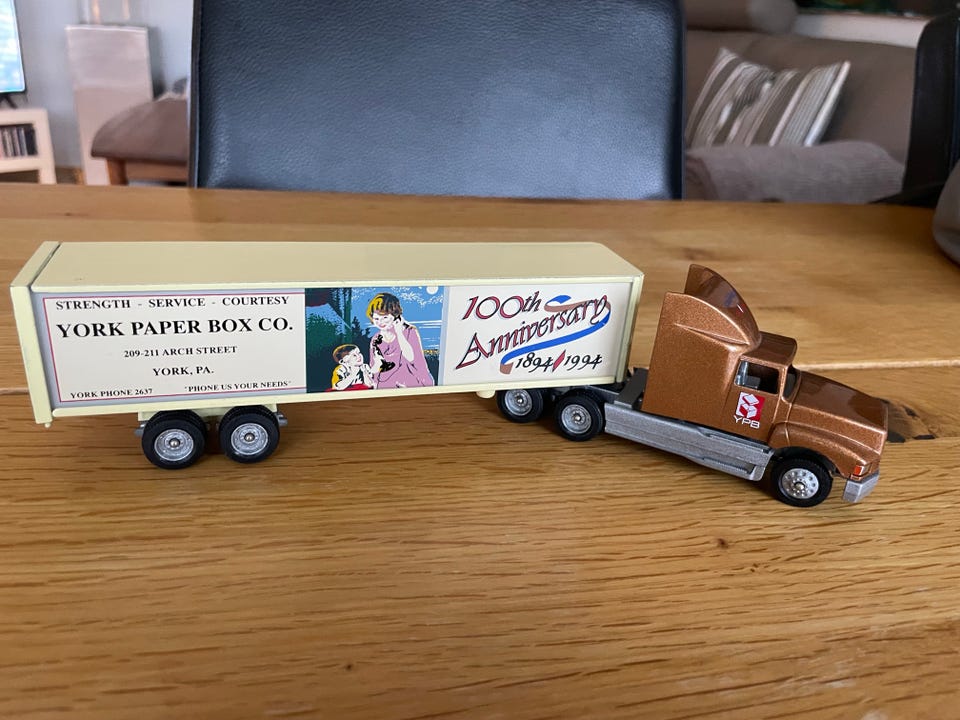 STRENGTH - SERVICE - COURTESY
YORK PAPER BOX CO.
209-211 ARCH STREET
YORK, PA.
YORK PHONE 2637 "PHONE US YOUR NEEDS"
100th
Anniversary
1894 1994
YPB